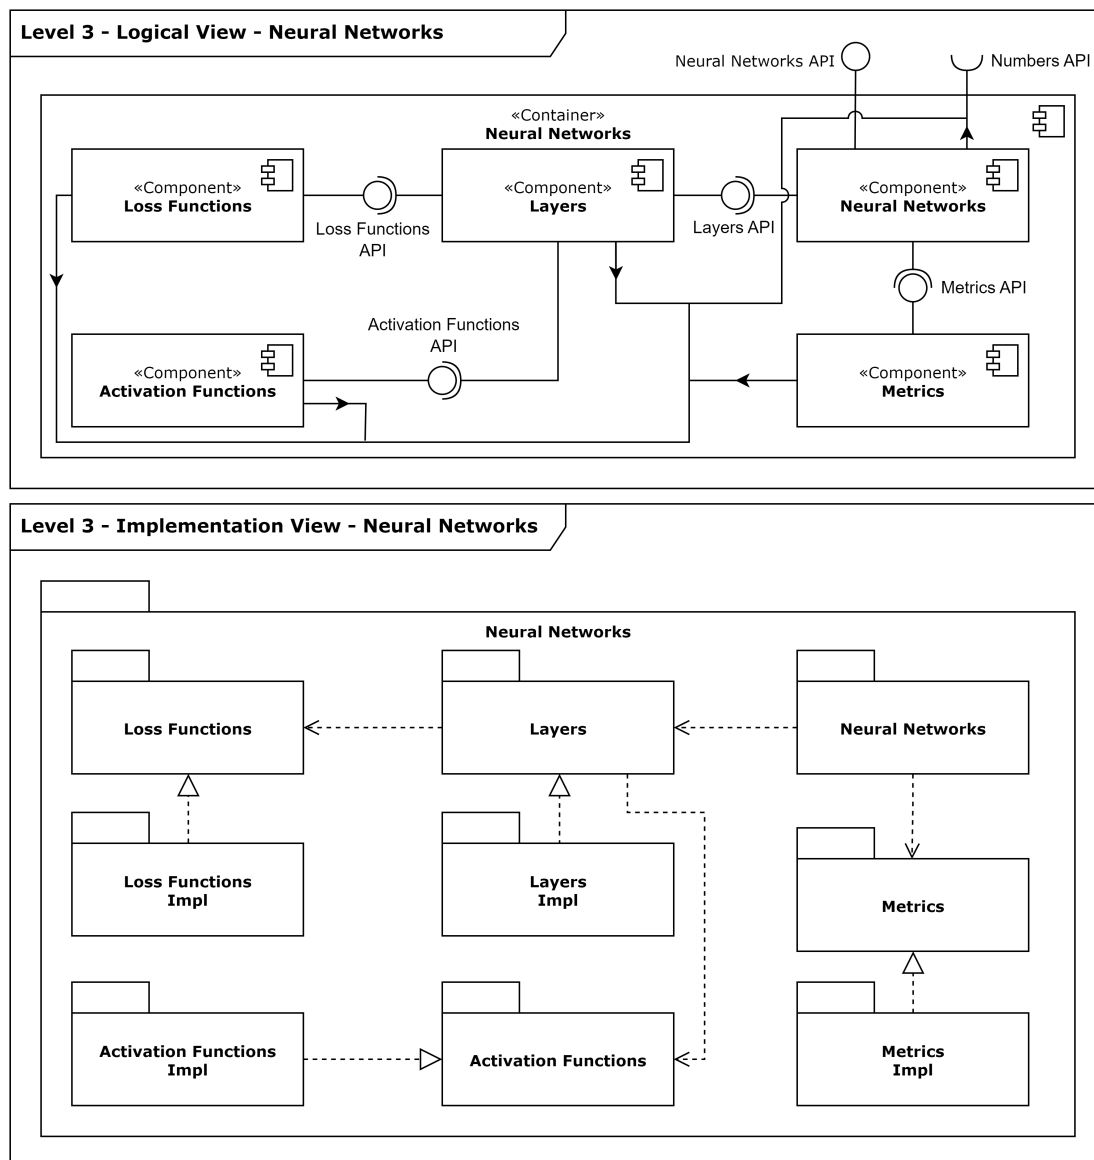 Level 3 - Logical View - Neural Networks
Neural Networks API
Numbers API
«Container»
Neural Networks
«Component»
Loss Functions
«Component»
Layers
«Component»
Neural Networks
Loss Functions
API
Layers API
Metrics API
Activation Functions
API
«Component»
Activation Functions
«Component»
Metrics
Level 3 - Implementation View - Neural Networks
Neural Networks
Loss Functions
Layers
Neural Networks
Loss Functions
Impl
Layers
Impl
Metrics
Activation Functions
Impl
Activation Functions
Metrics
Impl